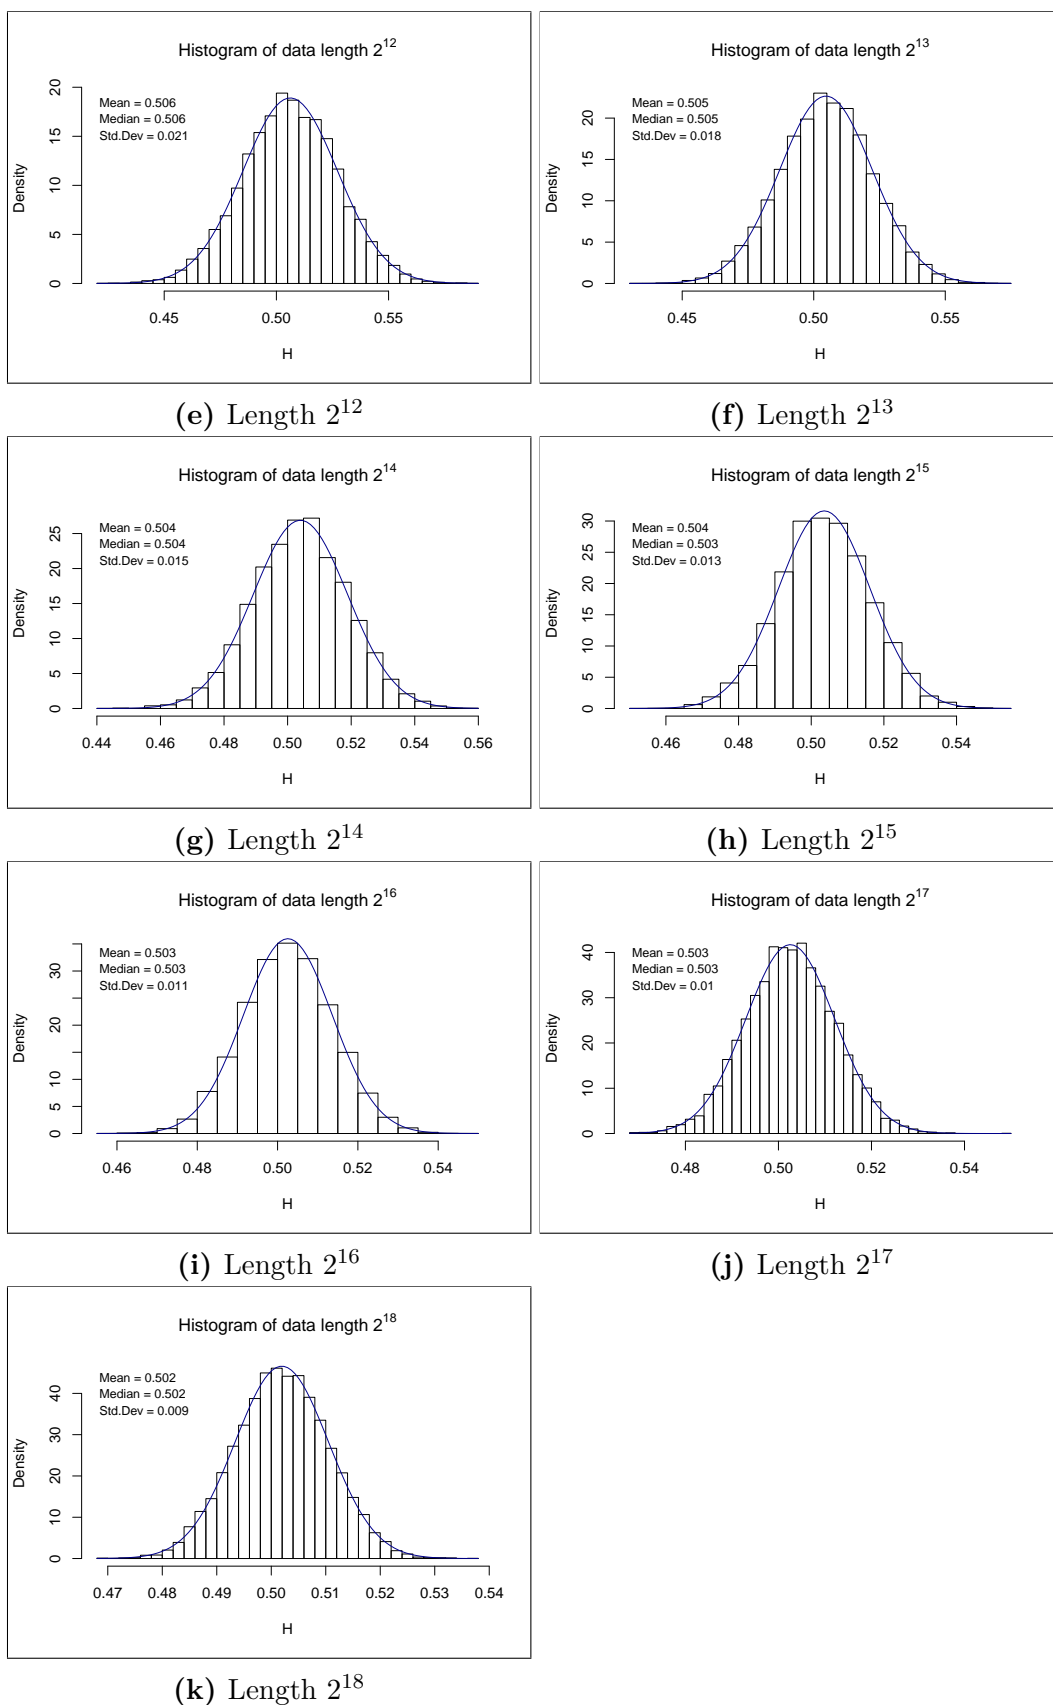 Histogram of data length 2^12
Mean = 0.506
Median = 0.506
Std.Dev = 0.021
Density
0 5 10 15 20
0.45 0.50 0.55
H
(e) Length 2^12
Histogram of data length 2^13
Mean = 0.505
Median = 0.505
Std.Dev = 0.018
Density
0 5 10 15 20
0.45 0.50 0.55
H
(f) Length 2^13
Histogram of data length 2^14
Mean = 0.504
Median = 0.504
Std.Dev = 0.015
Density
0 5 10 15 20 25
0.44 0.46 0.48 0.50 0.52 0.54 0.56
H
(g) Length 2^14
Histogram of data length 2^15
Mean = 0.504
Median = 0.503
Std.Dev = 0.013
Density
0 5 10 15 20 25 30
0.46 0.48 0.50 0.52 0.54
H
(h) Length 2^15
Histogram of data length 2^16
Mean = 0.503
Median = 0.503
Std.Dev = 0.011
Density
0 5 10 20 30
0.46 0.48 0.50 0.52 0.54
H
(i) Length 2^16
Histogram of data length 2^17
Mean = 0.503
Median = 0.503
Std.Dev = 0.01
Density
0 10 20 30 40
0.48 0.50 0.52 0.54
H
(j) Length 2^17
Histogram of data length 2^18
Mean = 0.502
Median = 0.502
Std.Dev = 0.009
Density
0 10 20 30 40
0.47 0.48 0.49 0.50 0.51 0.52 0.53 0.54
H
(k) Length 2^18